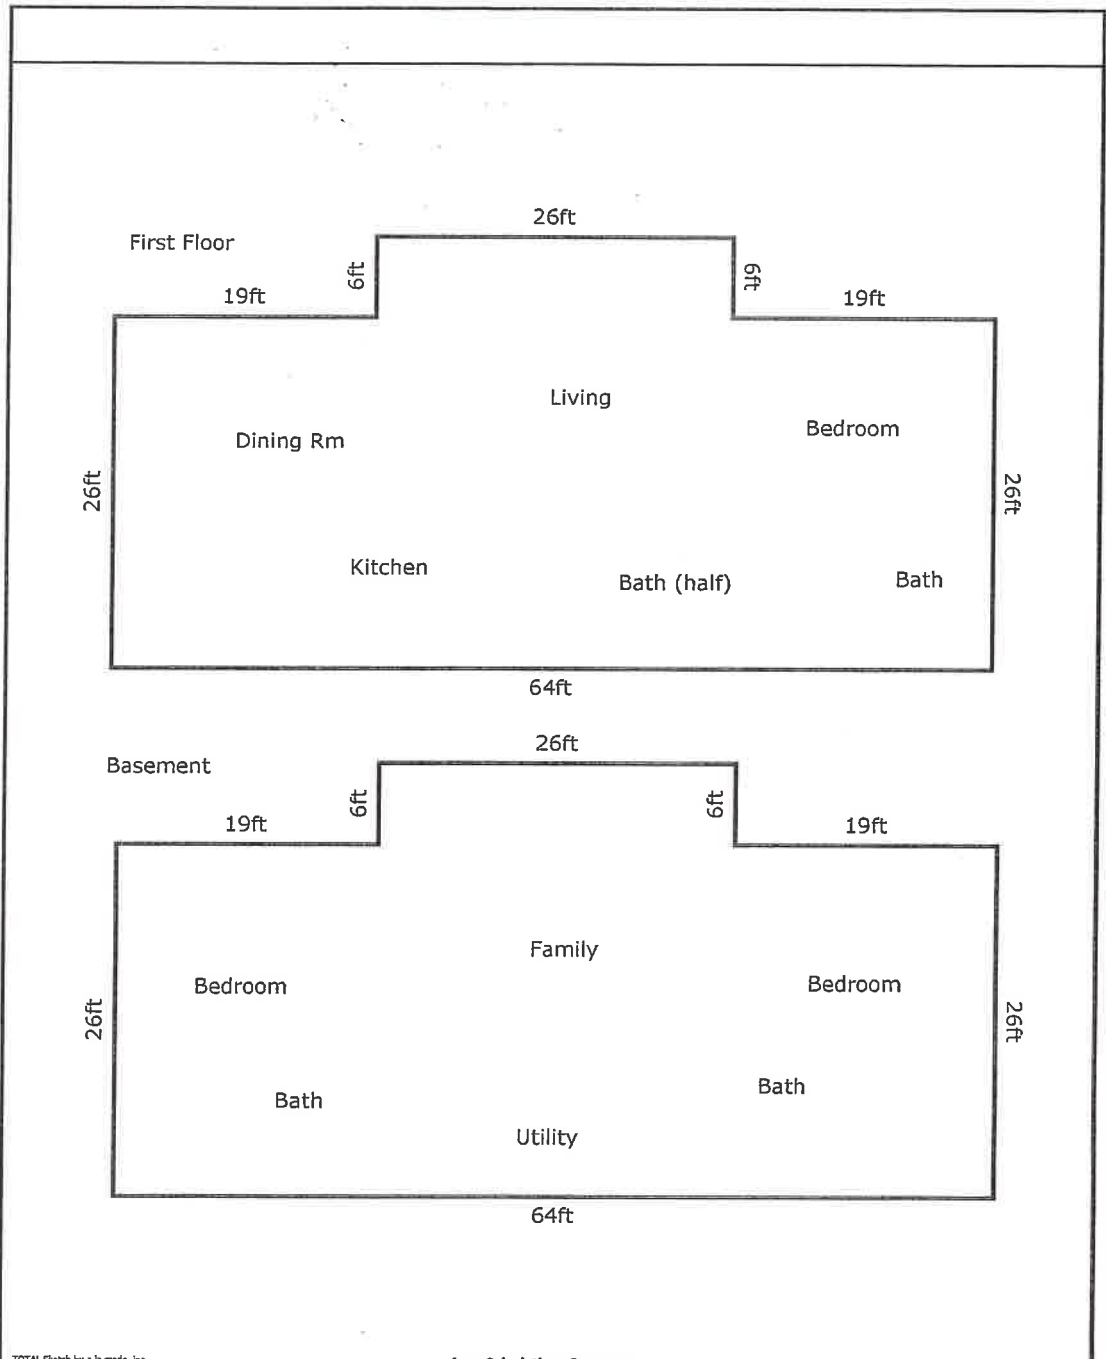 26ft
First Floor
6ft
6ft
19ft
19ft
Living
Bedroom
Dining Rm
26ft
26ft
Kitchen
Bath (half)
Bath
64ft
26ft
Basement
6ft
6ft
19ft
19ft
Family
Bedroom
Bedroom
26ft
26ft
Bath
Bath
Utility
64ft